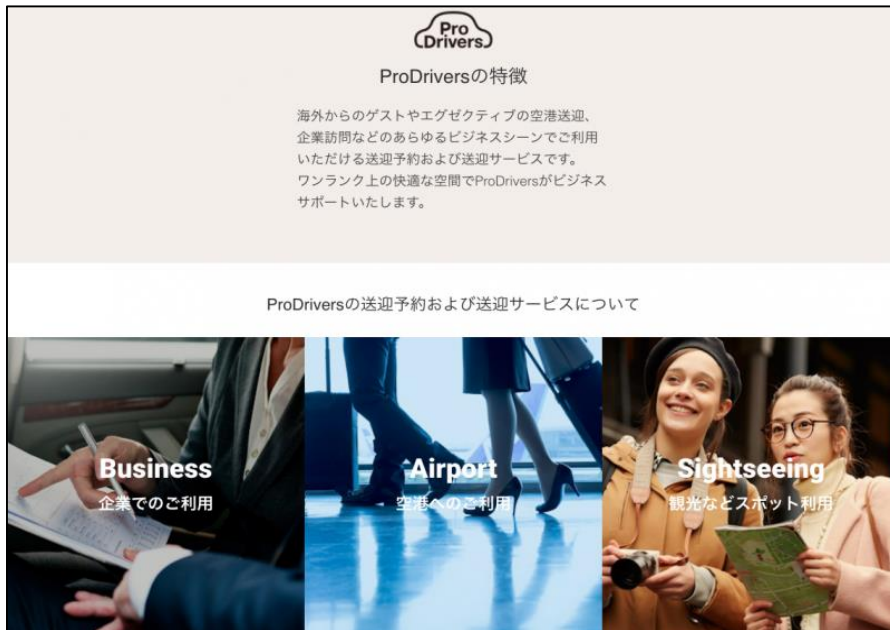 Pro
Drivers
ProDriversの特徴
海外からのゲストやエグゼクティブの空港送迎、
企業訪問などのあらゆるビジネスシーンでご利用
いただける送迎予約および送迎サービスです。
ワンランク上の快適な空間でProDriversがビジネス
サポートいたします。
ProDriversの送迎予約および送迎サービスについて
Business
企業でのご利用
Airport
空港へのご利用
Sightseeing
観光などスポット利用